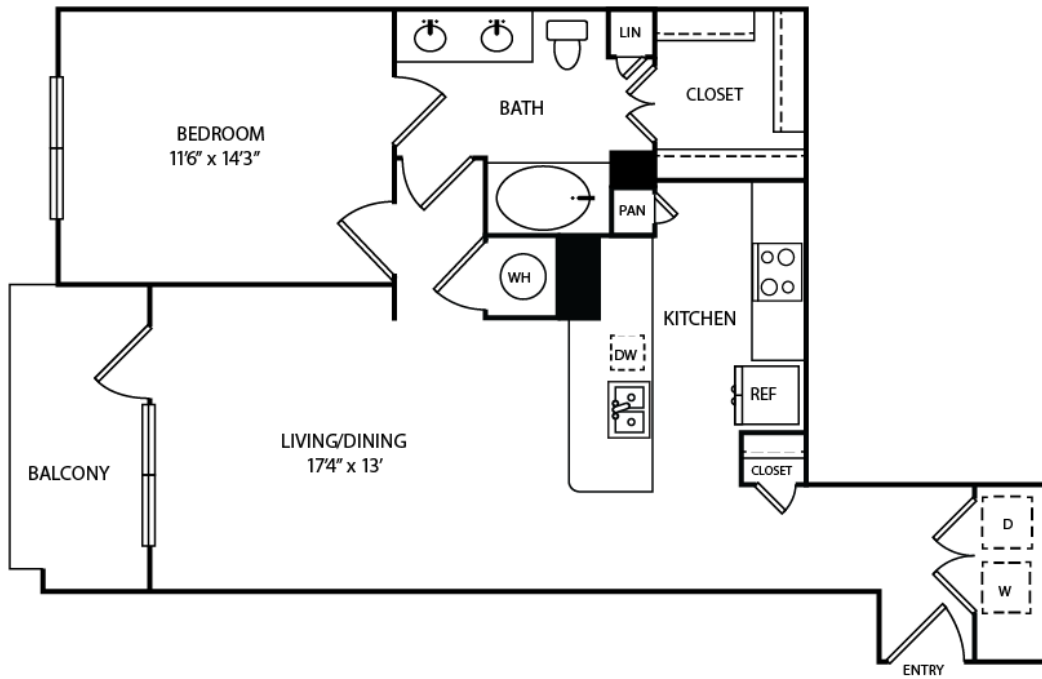 LIN
CLOSET
BATH
BEDROOM
11'6" x 14'3"
PAN
WH
KITCHEN
DW
REF
LIVING/DINING
17'4" x 13'
BALCONY
CLOSET
D
W
ENTRY